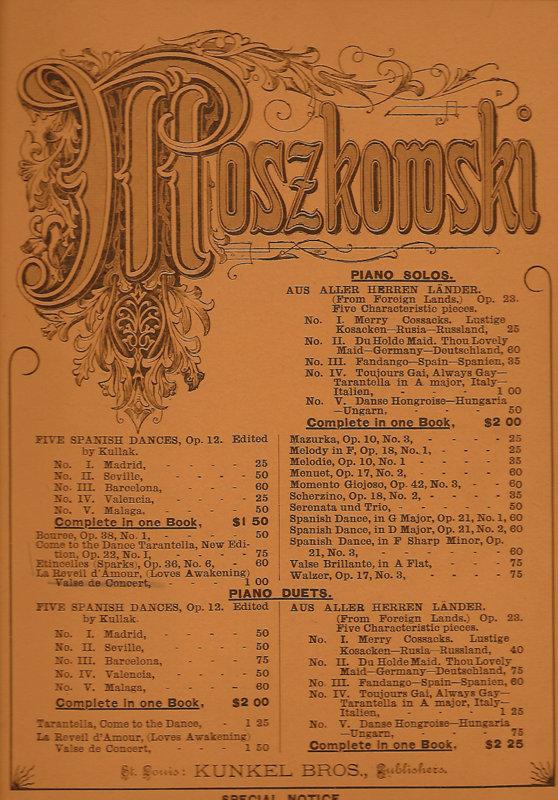 Moszkowski
PIANO SOLOS.
AUS ALLER HERREN LÄNDER.
(From Foreign Lands.) Op. 23.
Five Characteristic pieces.
No. I. Merry Cossacks. Lustige
Kosacken—Rusia—Russland, 25
No. II. Du Holde Maid. Thou Lovely
Maid—Germany—Deutschland, 60
No. III. Fandango—Spain—Spanien, 35
No. IV. Toujours Gai, Always Gay—
Tarantella in A major, Italy—
Italien, - - - - 1 00
No. V. Danse Hongroise—Hungaria
—Ungarn, - - - - 50
Complete in one Book, $2 00
FIVE SPANISH DANCES, Op. 12. Edited
by Kullak.
No. I. Madrid, - - - 25
No. II. Seville, - - - 50
No. III. Barcelona, - - - 60
No. IV. Valencia, - - - 25
No. V. Malaga, - - - 50
Complete in one Book, $1 50
Bouree, Op. 38, No. 1, - - - 50
Come to the Dance Tarantella, New Edi-
tion, Op. 23, No. 1, - - - 75
Etincelles (Sparks), Op. 36, No. 6, - 60
La Reveil d'Amour, (Loves Awakening)
Valse de Concert, - - - 1 00
Mazurka, Op. 10, No. 3, - - - 25
Melody in F, Op. 18, No. 1, - - - 25
Melodie, Op. 10, No. 1 - - - 35
Menuet, Op. 17, No. 2, - - - 60
Momento Giojoso, Op. 42, No. 3, - - 60
Scherzino, Op. 18, No. 2, - - - 35
Serenata und Trio, - - - 50
Spanish Dance, in G Major, Op. 21, No. 1, 60
Spanish Dance, in D Major, Op. 21, No. 2, 60
Spanish Dance, in F Sharp Minor, Op.
21, No. 3, - - - 60
Valse Brillante, in A Flat, - - - 75
Walzer, Op. 17, No. 3, - - - 75
PIANO DUETS.
FIVE SPANISH DANCES, Op. 12. Edited
by Kullak.
No. I. Madrid, - - - 50
No. II. Seville, - - - 50
No. III. Barcelona, - - - 75
No. IV. Valencia, - - - 50
No. V. Malaga, - - - 60
Complete in one Book, $2 00
Tarantella, Come to the Dance, - 1 25
La Reveil d'Amour, (Loves Awakening)
Valse de Concert, - - - 1 50
AUS ALLER HERREN LÄNDER.
(From Foreign Lands.) Op. 23.
Five Characteristic pieces.
No. I. Merry Cossacks. Lustige
Kosacken—Rusia—Russland, 40
No. II. Du Holde Maid. Thou Lovely
Maid—Germany—Deutschland, 75
No. III. Fandango—Spain—Spanien, 60
No. IV. Toujours Gai, Always Gay—
Tarantella in A major, Italy—
Italien, - - - - 1 25
No. V. Danse Hongroise—Hungaria
—Ungarn, - - - - 75
Complete in one Book, $2 25
St. Louis: KUNKEL BROS., Publishers.
SPECIAL NOTICE